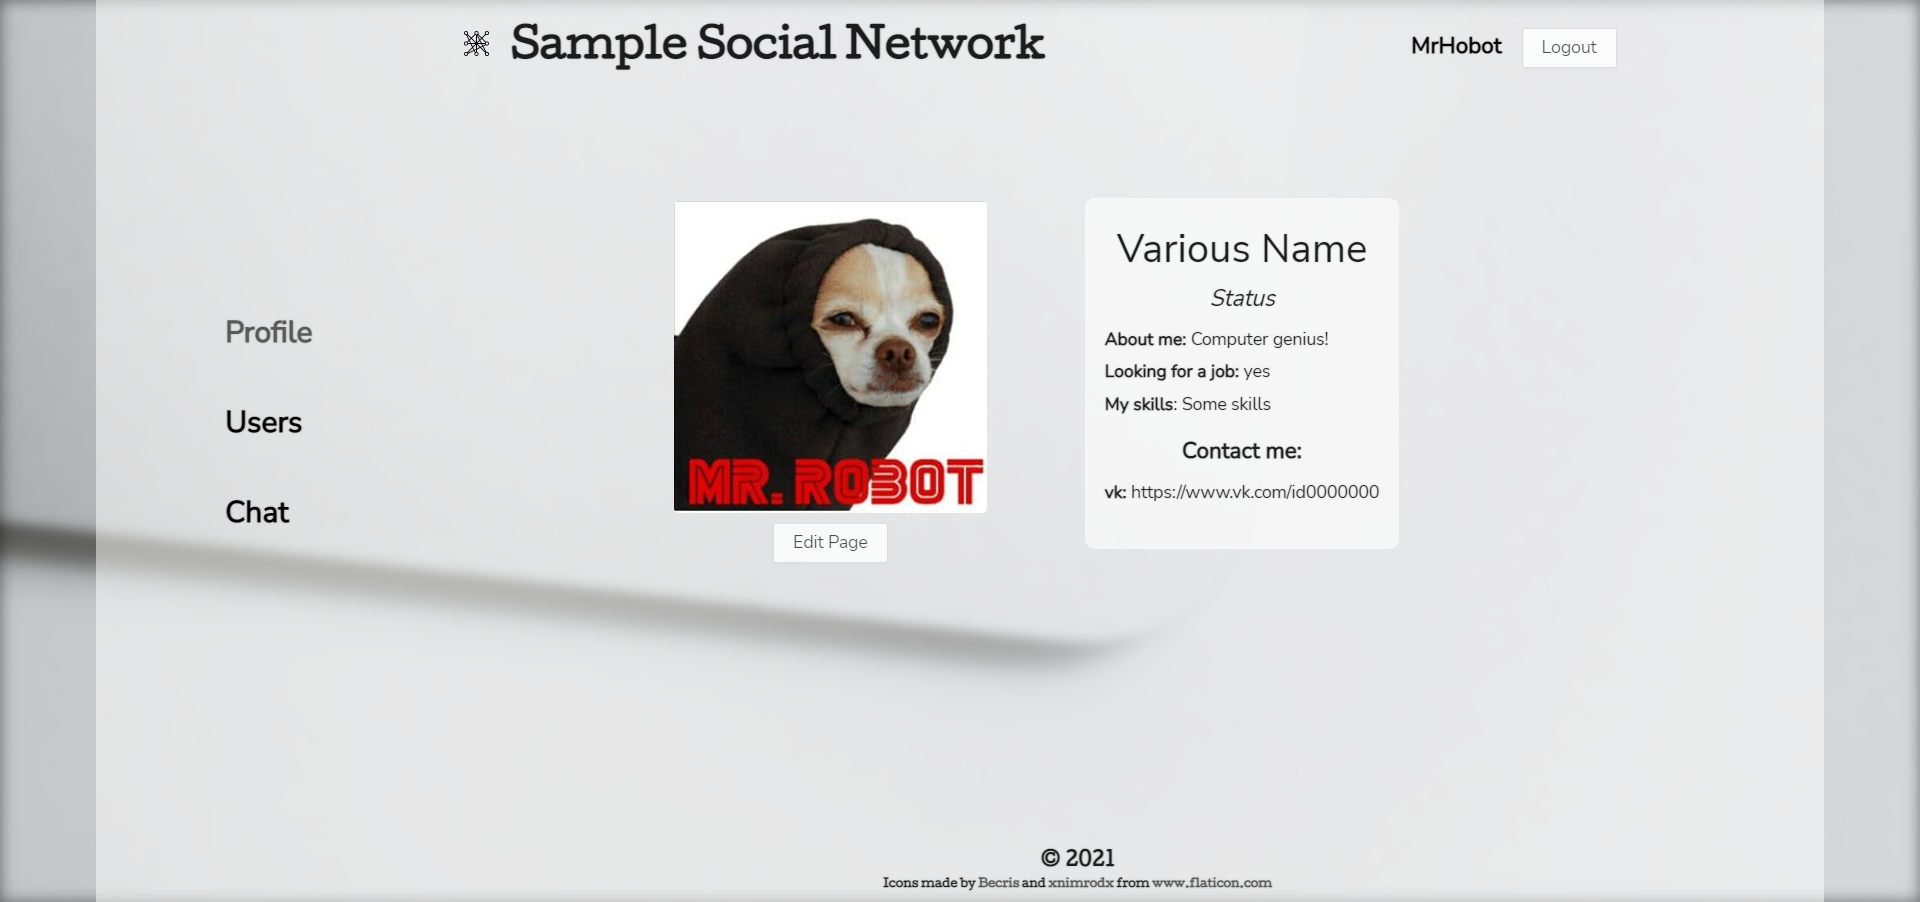 Sample Social Network
MrHobot
Logout
Profile
Users
Chat
MR. ROBOT
Edit Page
Various Name
Status
About me: Computer genius!
Looking for a job: yes
My skills: Some skills
Contact me:
vk: https://www.vk.com/id0000000
© 2021
Icons made by Becris and xnimrodx from www.flaticon.com